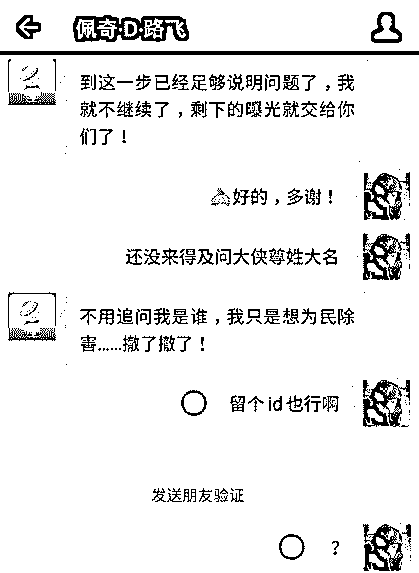 佩奇·D·路飞
到这一步已经足够说明问题了，我
就不继续了，剩下的曝光就交给你
们了！
好的，多谢！
还没来得及问大侠尊姓大名
不用追问我是谁，我只是想为民除
害……撤了撤了！
留个id也行啊
发送朋友验证
？